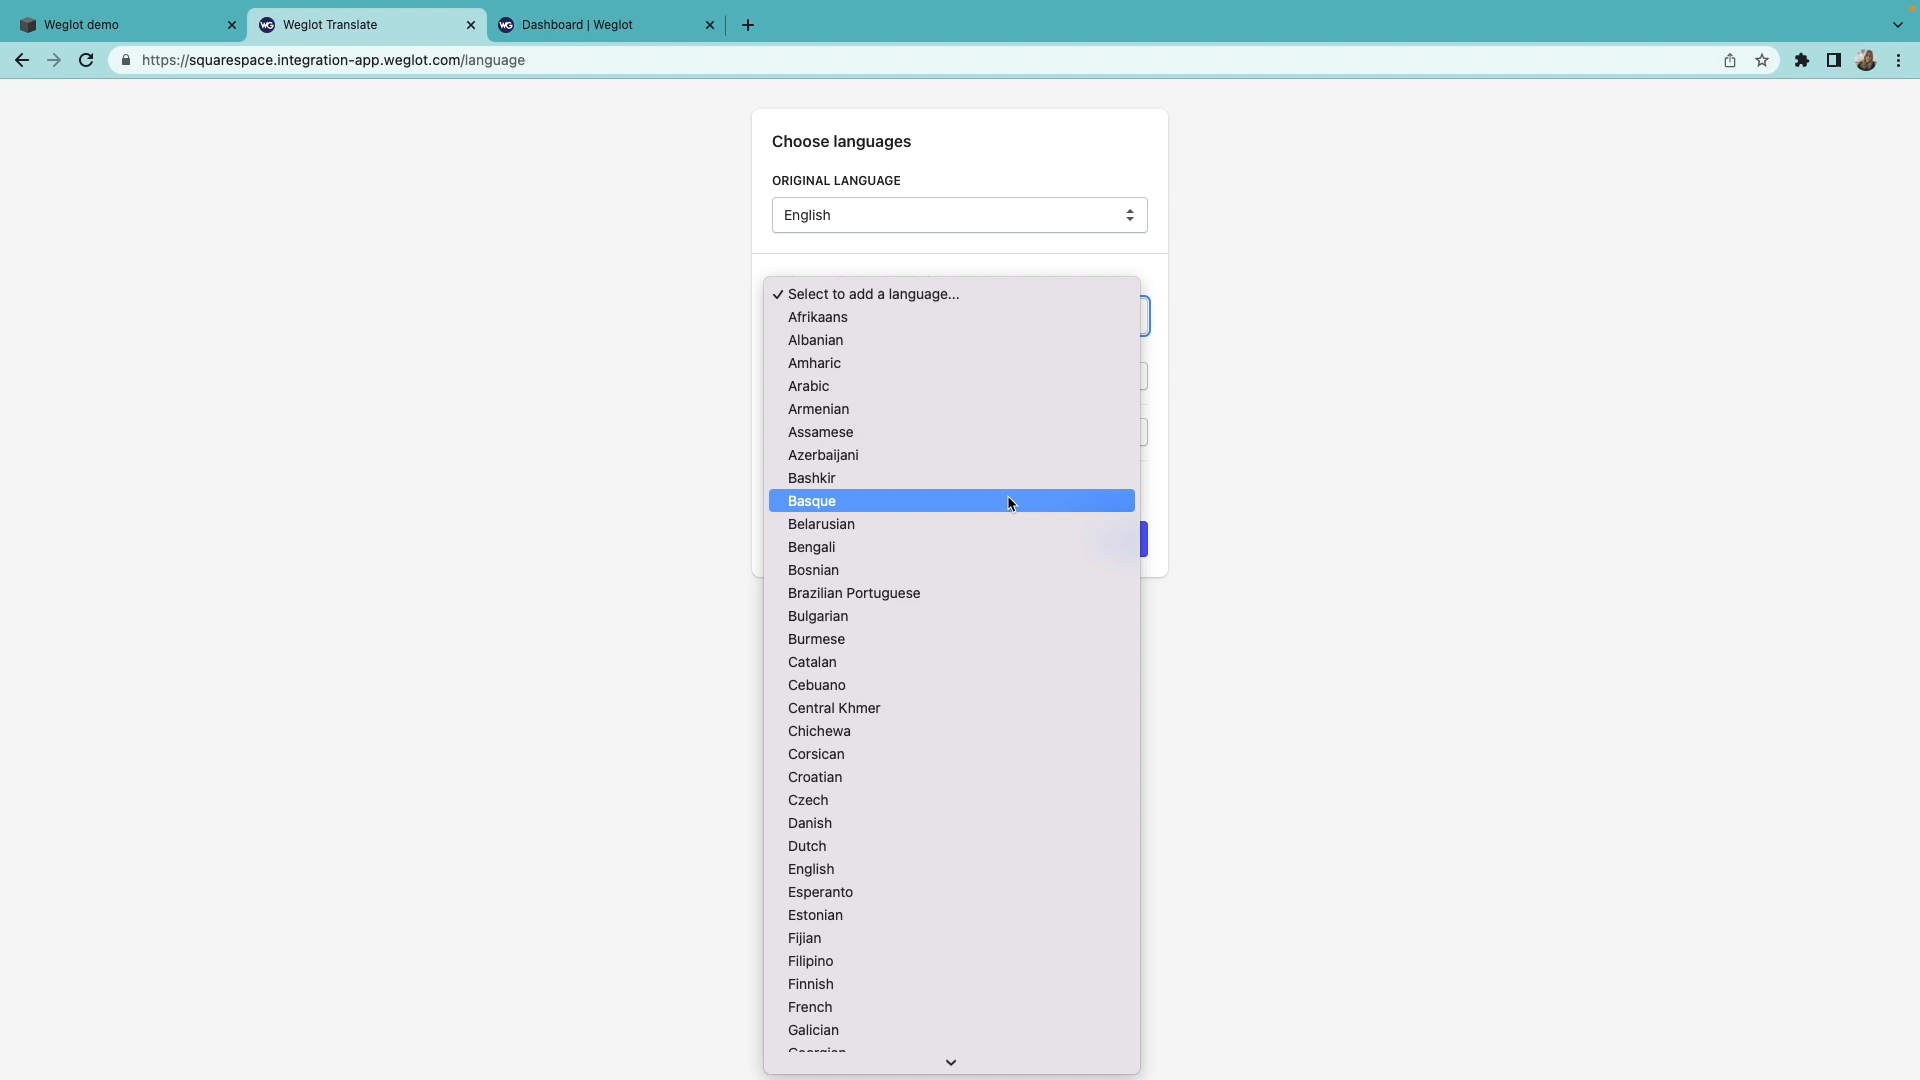 Weglot demo
Weglot Translate
Dashboard | Weglot
https://squarespace.integration-app.weglot.com/language
Choose languages
ORIGINAL LANGUAGE
English
✓ Select to add a language...
Afrikaans
Albanian
Amharic
Arabic
Armenian
Assamese
Azerbaijani
Bashkir
Basque
Belarusian
Bengali
Bosnian
Brazilian Portuguese
Bulgarian
Burmese
Catalan
Cebuano
Central Khmer
Chichewa
Corsican
Croatian
Czech
Danish
Dutch
English
Esperanto
Estonian
Fijian
Filipino
Finnish
French
Galician
Georgian